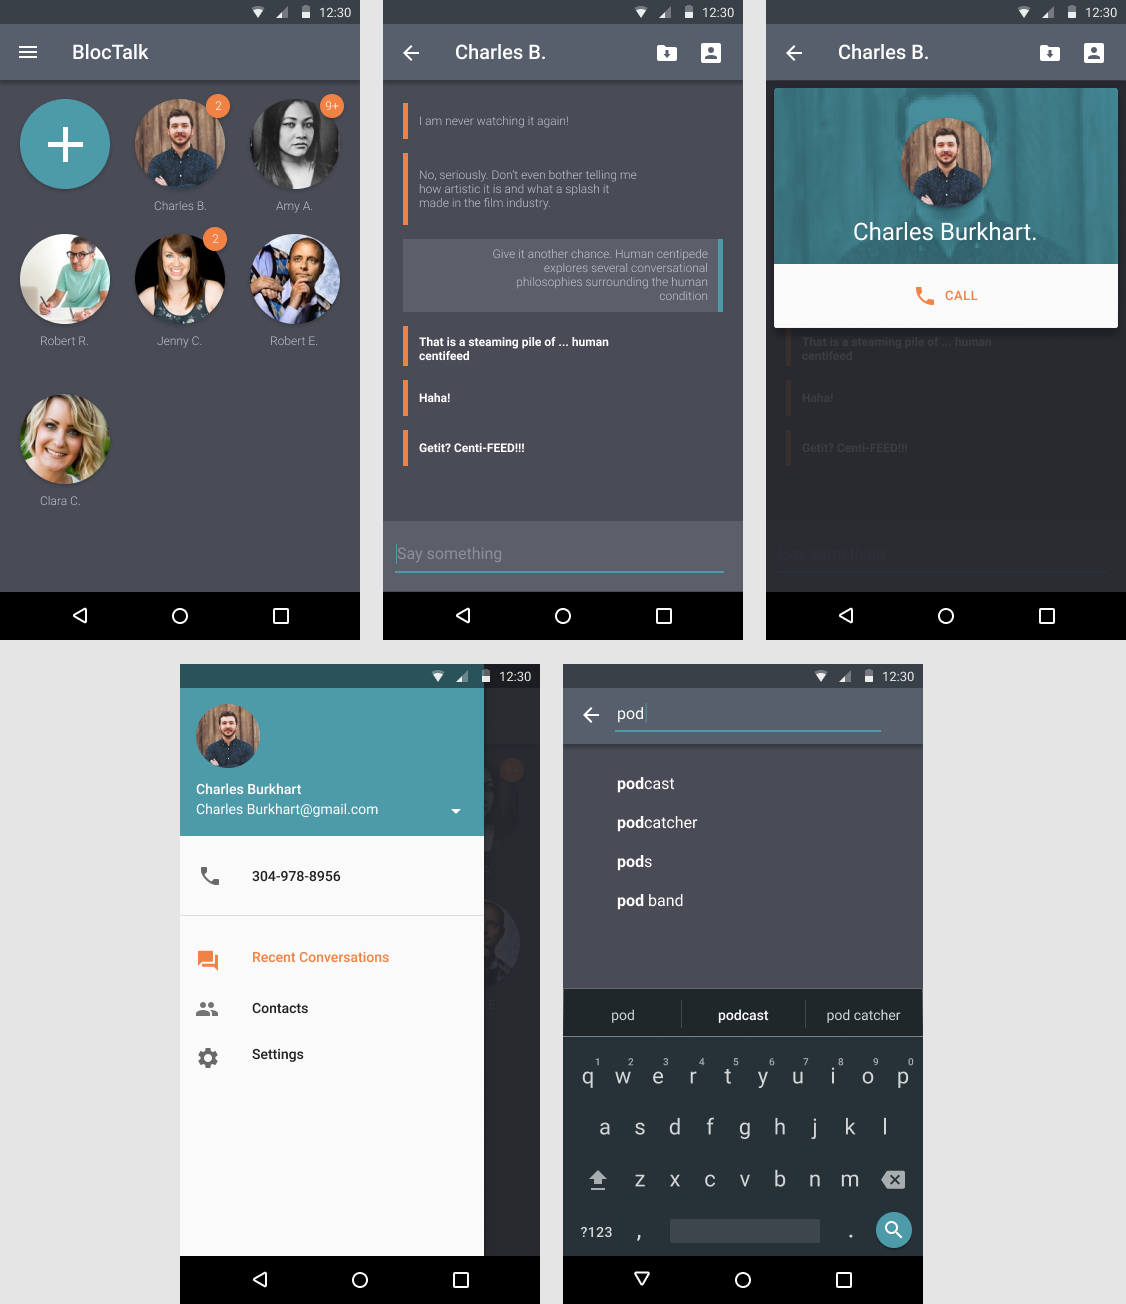 12:30
BlocTalk
2
9+
Charles B.
Amy A.
2
Robert R.
Jenny C.
Robert E.
Clara C.
12:30
Charles B.
I am never watching it again!
No, seriously. Don't even bother telling me
how artistic it is and what a splash it
made in the film industry.
Give it another chance. Human centipede
explores several conversational
philosophies surrounding the human
condition
That is a steaming pile of ... human
centifeed
Haha!
Getit? Centi-FEED!!!
Say something
12:30
Charles B.
Charles Burkhart.
CALL
That is a steaming pile of ... human
centifeed
Haha!
Getit? Centi-FEED!!!
Say something
12:30
Charles Burkhart
Charles Burkhart@gmail.com
304-978-8956
Recent Conversations
Contacts
Settings
E
12:30
pod
podcast
podcatcher
pods
pod band
pod podcast pod catcher
1 2 3 4 5 6 7 8 9 0
q w e r t y u i o p
a s d f g h j k l
z x c v b n m
?123 , .